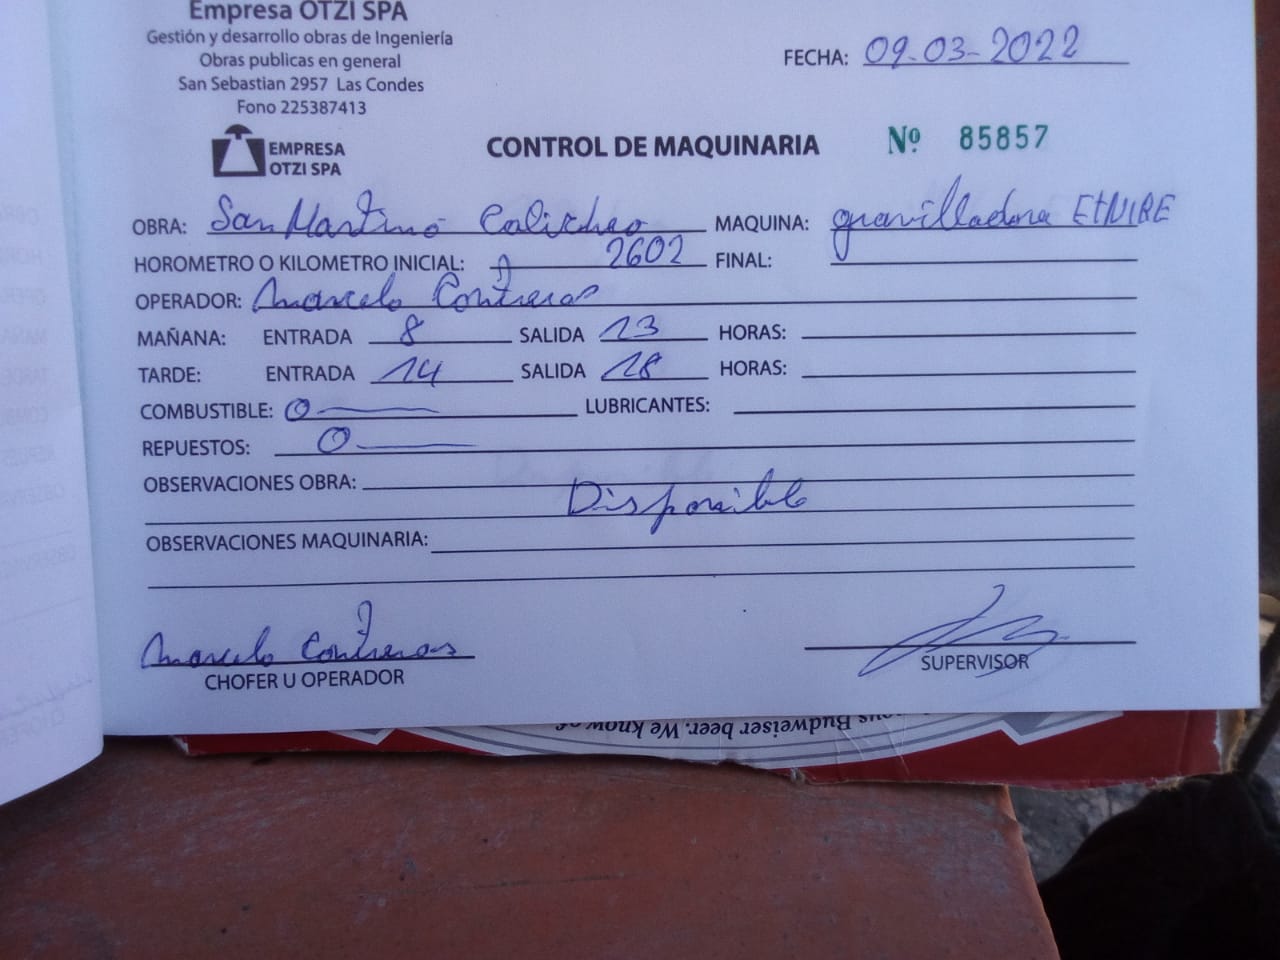 Empresa OTZI SPA
Gestión y desarrollo obras de Ingeniería
Obras publicas en general
San Sebastian 2957 Las Condes
Fono 225387413
FECHA: 09-03-2022
EMPRESA
OTZI SPA
CONTROL DE MAQUINARIA Nº. 85857
OBRA: San Martino Calicheo MAQUINA: gravilladora EtNIRE
HOROMETRO O KILOMETRO INICIAL: 2602 FINAL:
OPERADOR: Marcelo Contreras
MAÑANA: ENTRADA 8 SALIDA 13 HORAS:
TARDE: ENTRADA 14 SALIDA 18 HORAS:
COMBUSTIBLE: 0 LUBRICANTES:
REPUESTOS: 0
OBSERVACIONES OBRA:
Disponible
OBSERVACIONES MAQUINARIA:
Marcelo Contreras
CHOFER U OPERADOR
SUPERVISOR
Budweiser beer. We know of